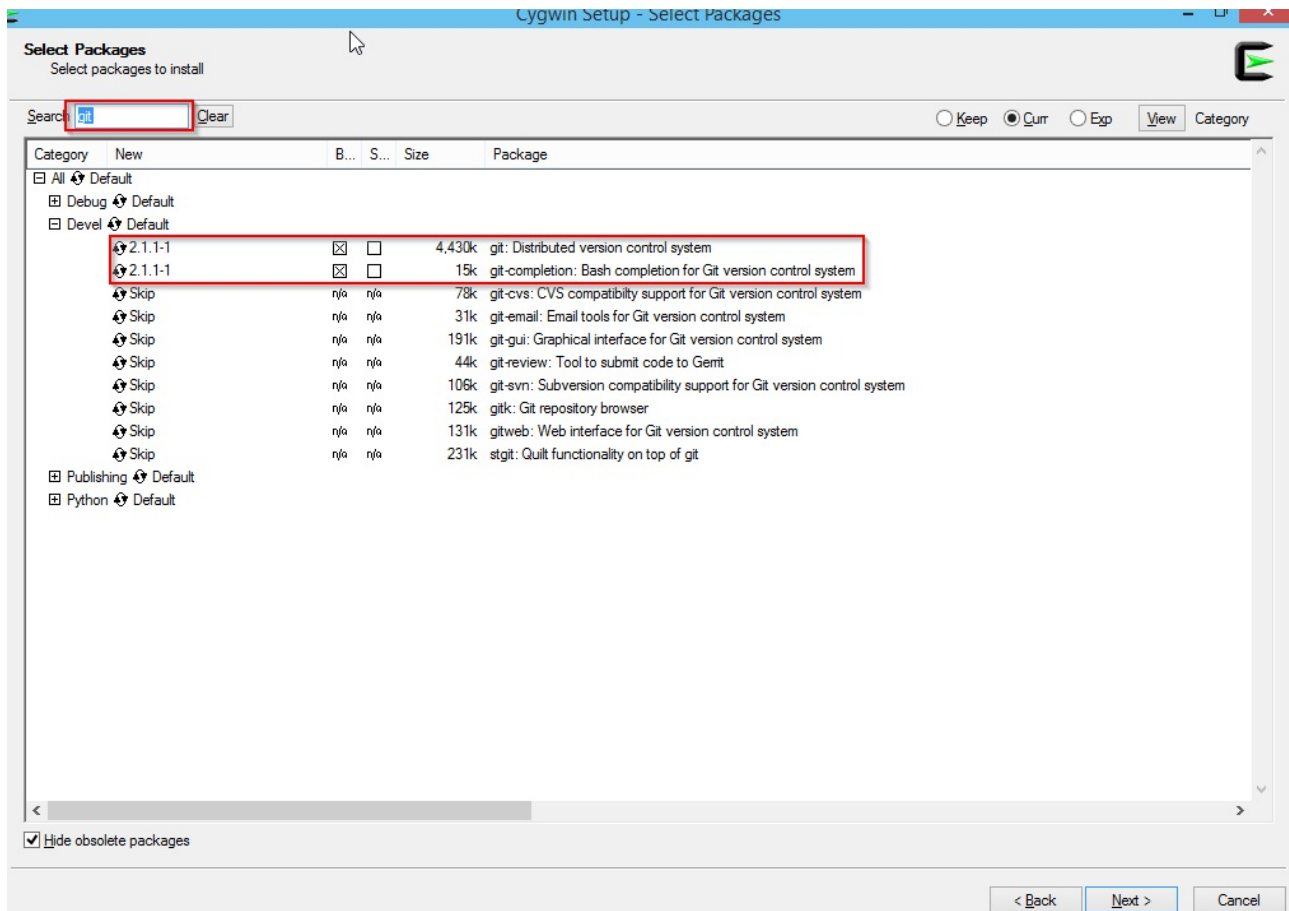 Cygwin Setup - Select Packages
Select Packages
Select packages to install
Search git Clear Keep Curr Exp View Category
Category New B... S... Size Package
All Default
Debug Default
Devel Default
2.1.1-1 4,430k git: Distributed version control system
2.1.1-1 15k git-completion: Bash completion for Git version control system
Skip n/a n/a 78k git-cvs: CVS compatibilty support for Git version control system
Skip n/a n/a 31k git-email: Email tools for Git version control system
Skip n/a n/a 191k git-gui: Graphical interface for Git version control system
Skip n/a n/a 44k git-review: Tool to submit code to Gerrit
Skip n/a n/a 106k git-svn: Subversion compatibility support for Git version control system
Skip n/a n/a 125k gitk: Git repository browser
Skip n/a n/a 131k gitweb: Web interface for Git version control system
Skip n/a n/a 231k stgit: Quilt functionality on top of git
Publishing Default
Python Default
Hide obsolete packages
< Back Next > Cancel